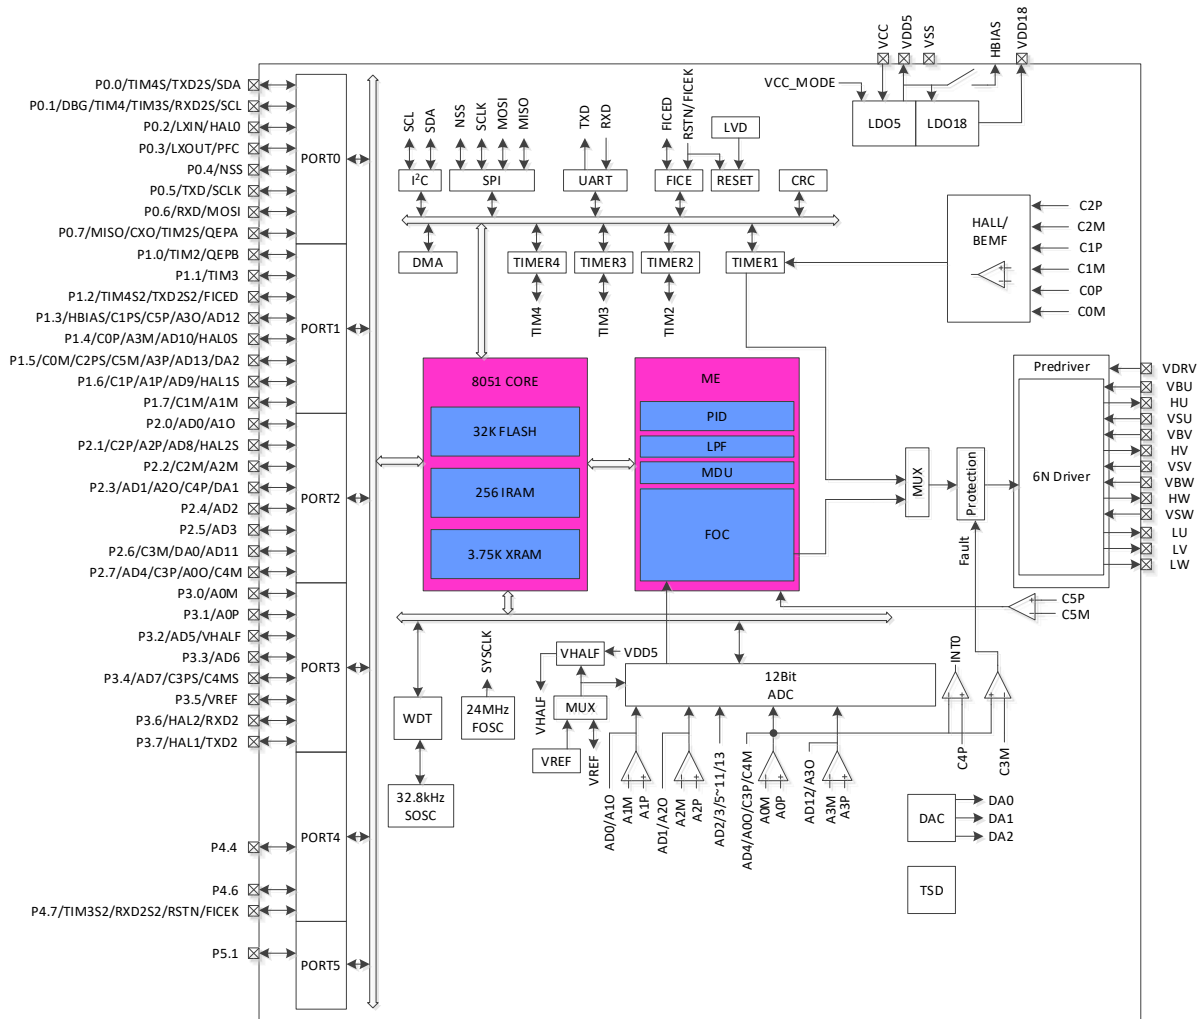 VCC
VDD5
VSS
HBIAS
VDD18
VCC_MODE
LDO5
LDO18
P0.0/TIM4S/TXD2S/SDA
P0.1/DBG/TIM4/TIM3S/RXD2S/SCL
P0.2/LXIN/HAL0
P0.3/LXOUT/PFC
P0.4/NSS
P0.5/TXD/SCLK
P0.6/RXD/MOSI
P0.7/MISO/CXO/TIM2S/QEPA
P1.0/TIM2/QEPB
P1.1/TIM3
P1.2/TIM4S2/TXD2S2/FICED
P1.3/HBIAS/C1PS/C5P/A3O/AD12
P1.4/C0P/A3M/AD10/HAL0S
P1.5/C0M/C2PS/C5M/A3P/AD13/DA2
P1.6/C1P/A1P/AD9/HAL1S
P1.7/C1M/A1M
P2.0/AD0/A1O
P2.1/C2P/A2P/AD8/HAL2S
P2.2/C2M/A2M
P2.3/AD1/A2O/C4P/DA1
P2.4/AD2
P2.5/AD3
P2.6/C3M/DA0/AD11
P2.7/AD4/C3P/A0O/C4M
P3.0/A0M
P3.1/A0P
P3.2/AD5/VHALF
P3.3/AD6
P3.4/AD7/C3PS/C4MS
P3.5/VREF
P3.6/HAL2/RXD2
P3.7/HAL1/TXD2
P4.4
P4.6
P4.7/TIM3S2/RXD2S2/RSTN/FICEK
P5.1
PORT0
PORT1
PORT2
PORT3
PORT4
PORT5
SCL
SDA
NSS
SCLK
MOSI
MISO
TXD
RXD
FICED
RSTN/FICEK
LVD
I²C
SPI
UART
FICE
RESET
CRC
DMA
TIMER4
TIMER3
TIMER2
TIMER1
TIM4
TIM3
TIM2
HALL/
BEMF
C2P
C2M
C1P
C1M
C0P
C0M
8051 CORE
32K FLASH
256 IRAM
3.75K XRAM
ME
PID
LPF
MDU
FOC
MUX
Protection
Fault
Predriver
6N Driver
VDRV
VBU
HU
VSU
VBV
HV
VSV
VBW
HW
VSW
LU
LV
LW
C5P
C5M
SYSCLK
WDT
24MHz
FOSC
32.8kHz
SOSC
VHALF
VDD5
VHALF
MUX
VREF
VREF
12Bit
ADC
INT0
C4P
C3M
AD0/A1O
A1M
A1P
AD1/A2O
A2M
A2P
AD2/3/5~11/13
AD4/A0O/C3P/C4M
A0M
A0P
AD12/A3O
A3M
A3P
DAC
DA0
DA1
DA2
TSD